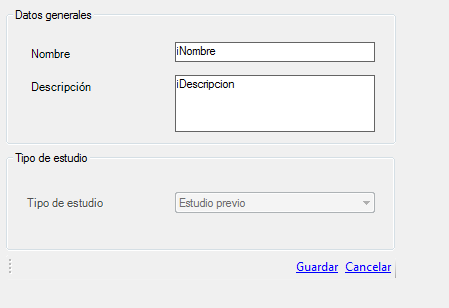 Datos generales
Nombre iNombre
Descripción iDescripcion
Tipo de estudio
Tipo de estudio Estudio previo
Guardar Cancelar